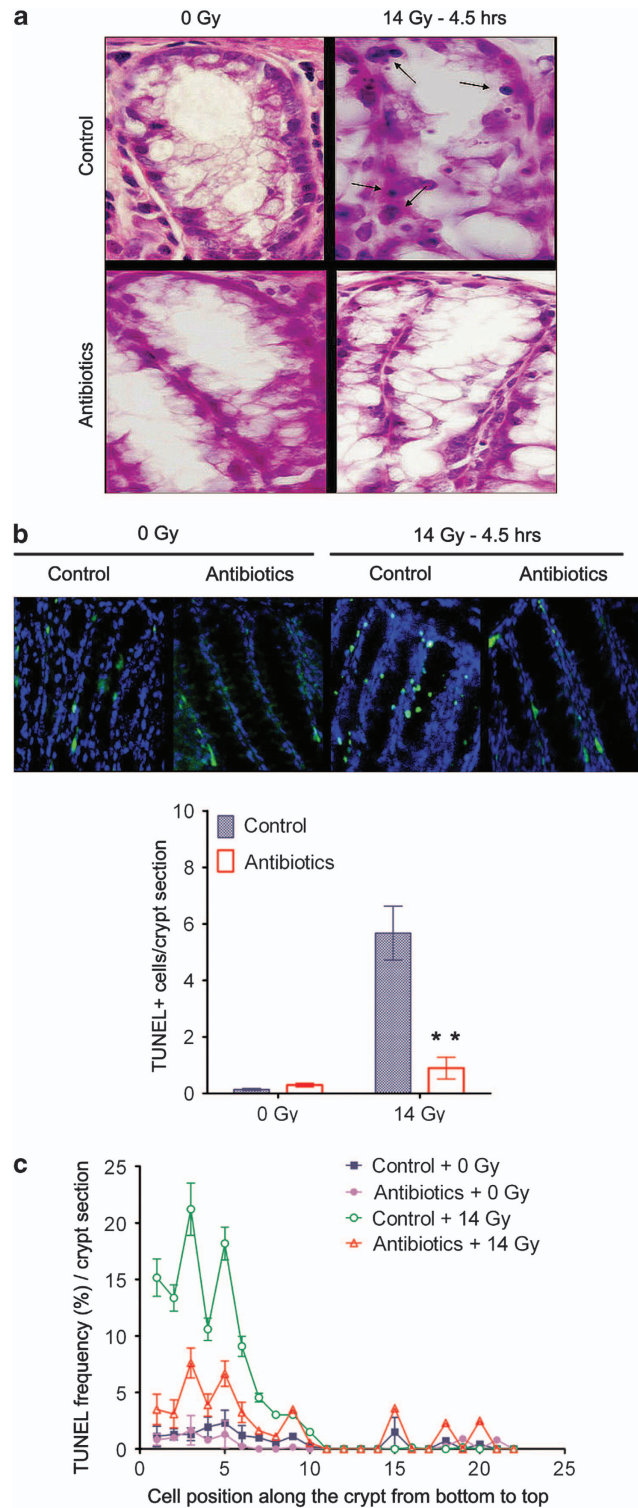 a
0 Gy
14 Gy - 4.5 hrs
Control
Antibiotics
b
0 Gy
14 Gy - 4.5 hrs
Control
Antibiotics
Control
Antibiotics
TUNEL+ cells/crypt section
10
8
6
4
2
0
Control
Antibiotics
**
0 Gy
14 Gy
c
TUNEL frequency (%) / crypt section
25
20
15
10
5
0
Control + 0 Gy
Antibiotics + 0 Gy
Control + 14 Gy
Antibiotics + 14 Gy
0 5 10 15 20 25
Cell position along the crypt from bottom to top